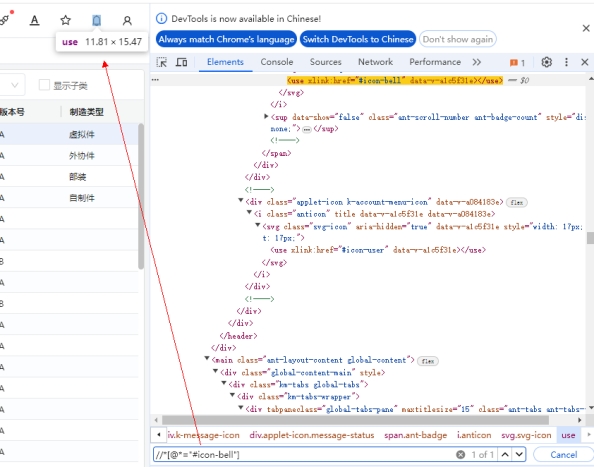 A
use 11.81 × 15.47
显示子类
版本号 制造类型
A 虚拟件
A 外协件
A 部装
A 自制件
A
A
B
A
B
A
A
A
A
A
DevTools is now available in Chinese!
Always match Chrome's language Switch DevTools to Chinese Don't show again
Elements Console Sources Network Performance » 1
<use xlink:href="#icon-bell" data-v-a1c5f31e></use> == $0
</svg>
</i>
<sup data-show="false" class="ant-scroll-number ant-badge-count" style="dis
none;"> … </sup>
<!---->
</span>
</div>
</div>
<!---->
<div class="applet-icon k-account-menu-icon" data-v-a084183e> flex
<i class="anticon" title data-v-a1c5f31e data-v-a084183e>
<svg class="svg-icon" aria-hidden="true" data-v-a1c5f31e style="width: 17px;
t: 17px;">
<use xlink:href="#icon-user" data-v-a1c5f31e></use>
</svg>
</i>
</div>
<!---->
</div>
</div>
</header>
</div>
<main class="ant-layout-content global-content"> flex
<div class="global-content-main" style>
<div class="km-tabs global-tabs">
<div class="km-tabs-wrapper">
<div tabpaneclass="global-tabs-pane" maxtitlesize="15" class="ant-tabs ant-tabs-
iv.k-message-icon div.applet-icon.message-status span.ant-badge i.anticon svg.svg-icon use
//*[@*="#icon-bell"] 1 of 1 Cancel